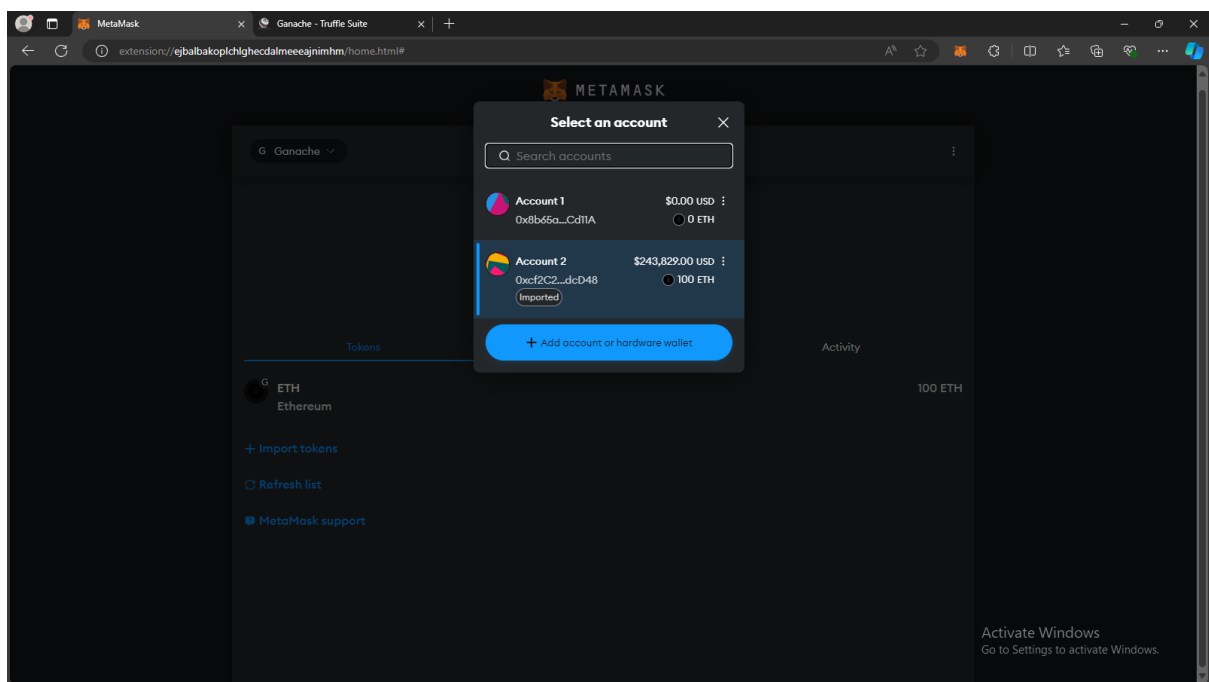 MetaMask
Ganache - Truffle Suite
extension://ejbalbakoplchlghecdalmeeeajnimhm/home.html#
METAMASK
Select an account
G Ganache
Search accounts
Account 1 $0.00 USD
0x8b65a...Cd11A 0 ETH
Account 2 $243,829.00 USD
0xcf2C2...dcD48 100 ETH
Imported
+ Add account or hardware wallet
Tokens Activity
G
ETH 100 ETH
Ethereum
+ Import tokens
Refresh list
MetaMask support
Activate Windows
Go to Settings to activate Windows.